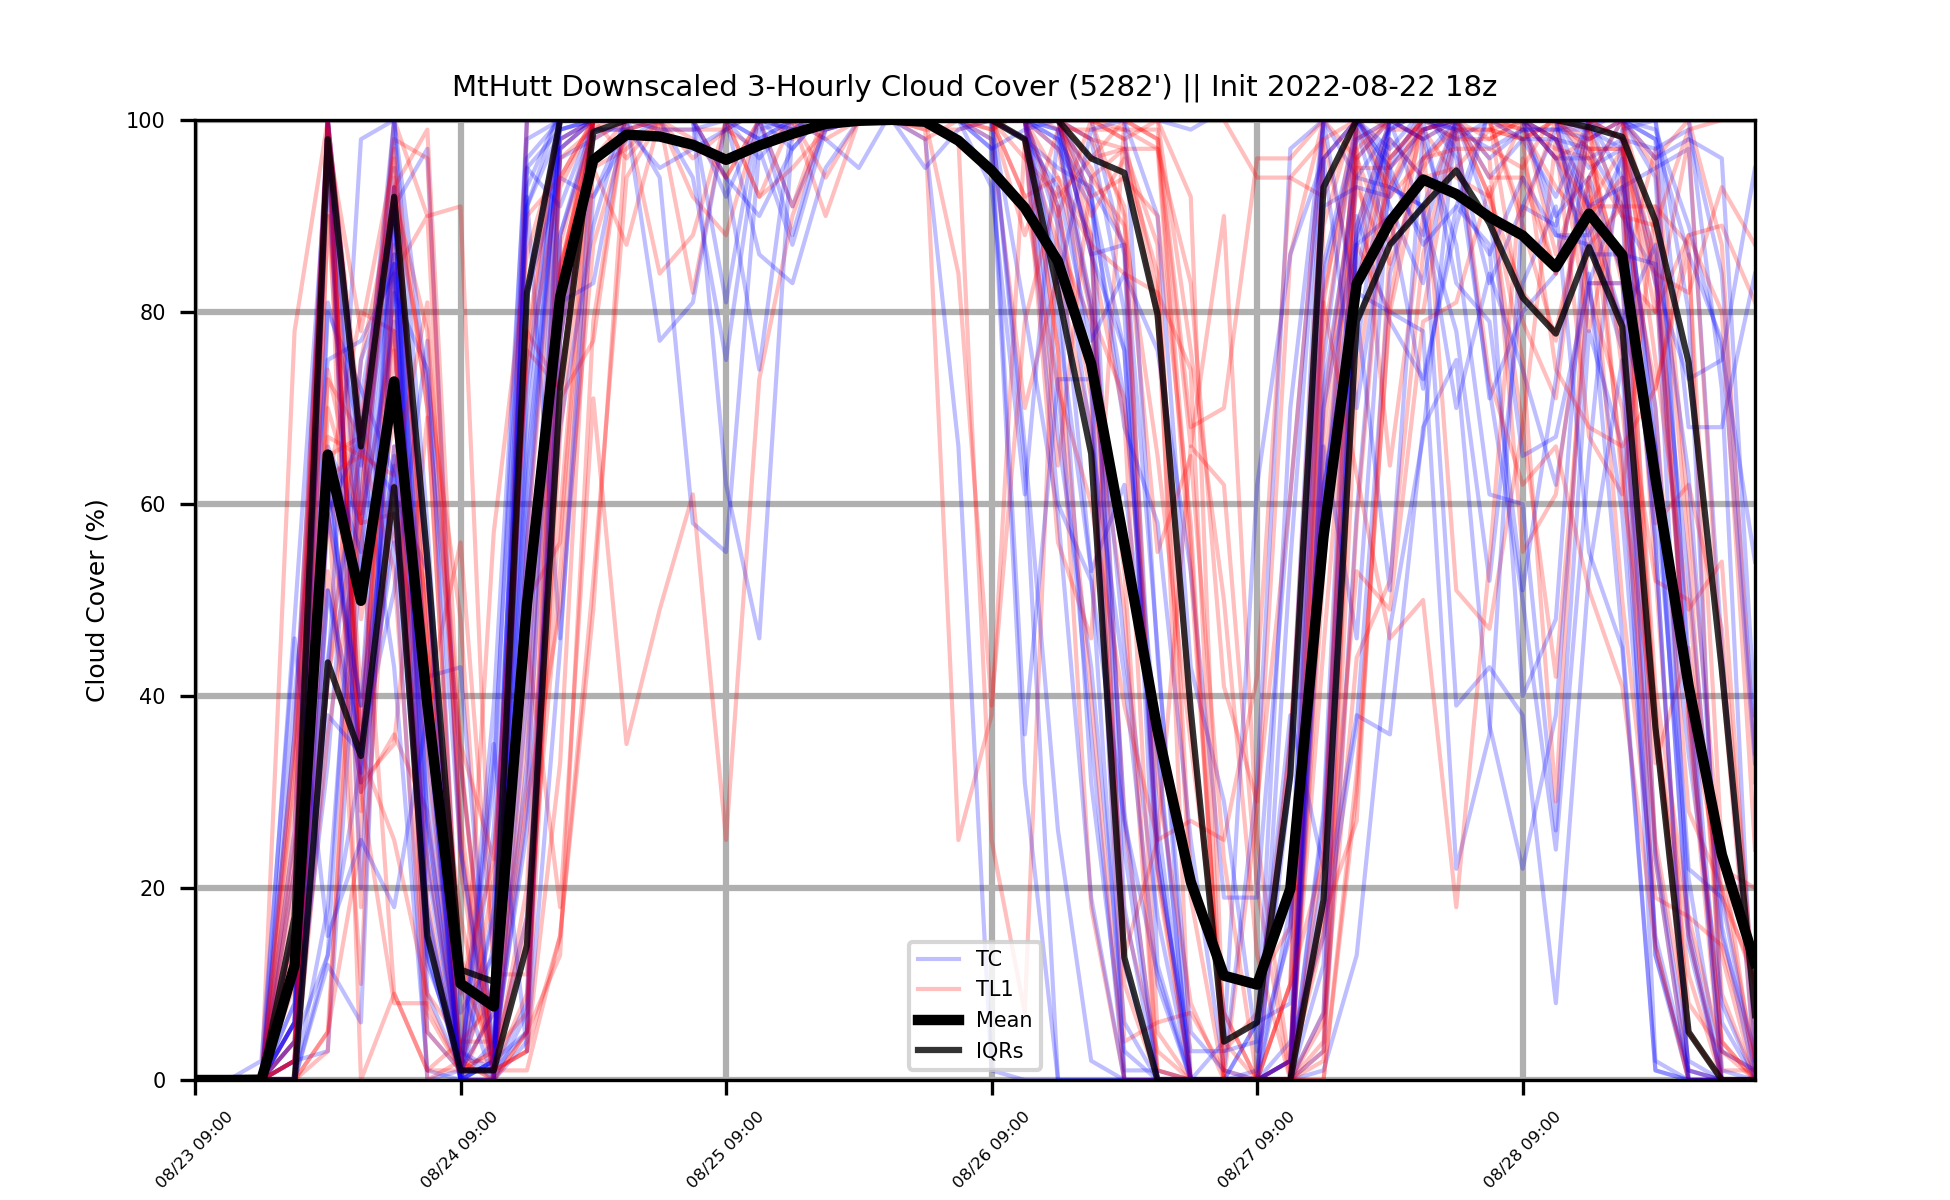 MtHutt Downscaled 3-Hourly Cloud Cover (5282') || Init 2022-08-22 18z
Cloud Cover (%)
100
80
60
40
20
0
TC
TL1
Mean
IQRs
08/23 09:00
08/24 09:00
08/25 09:00
08/26 09:00
08/27 09:00
08/28 09:00